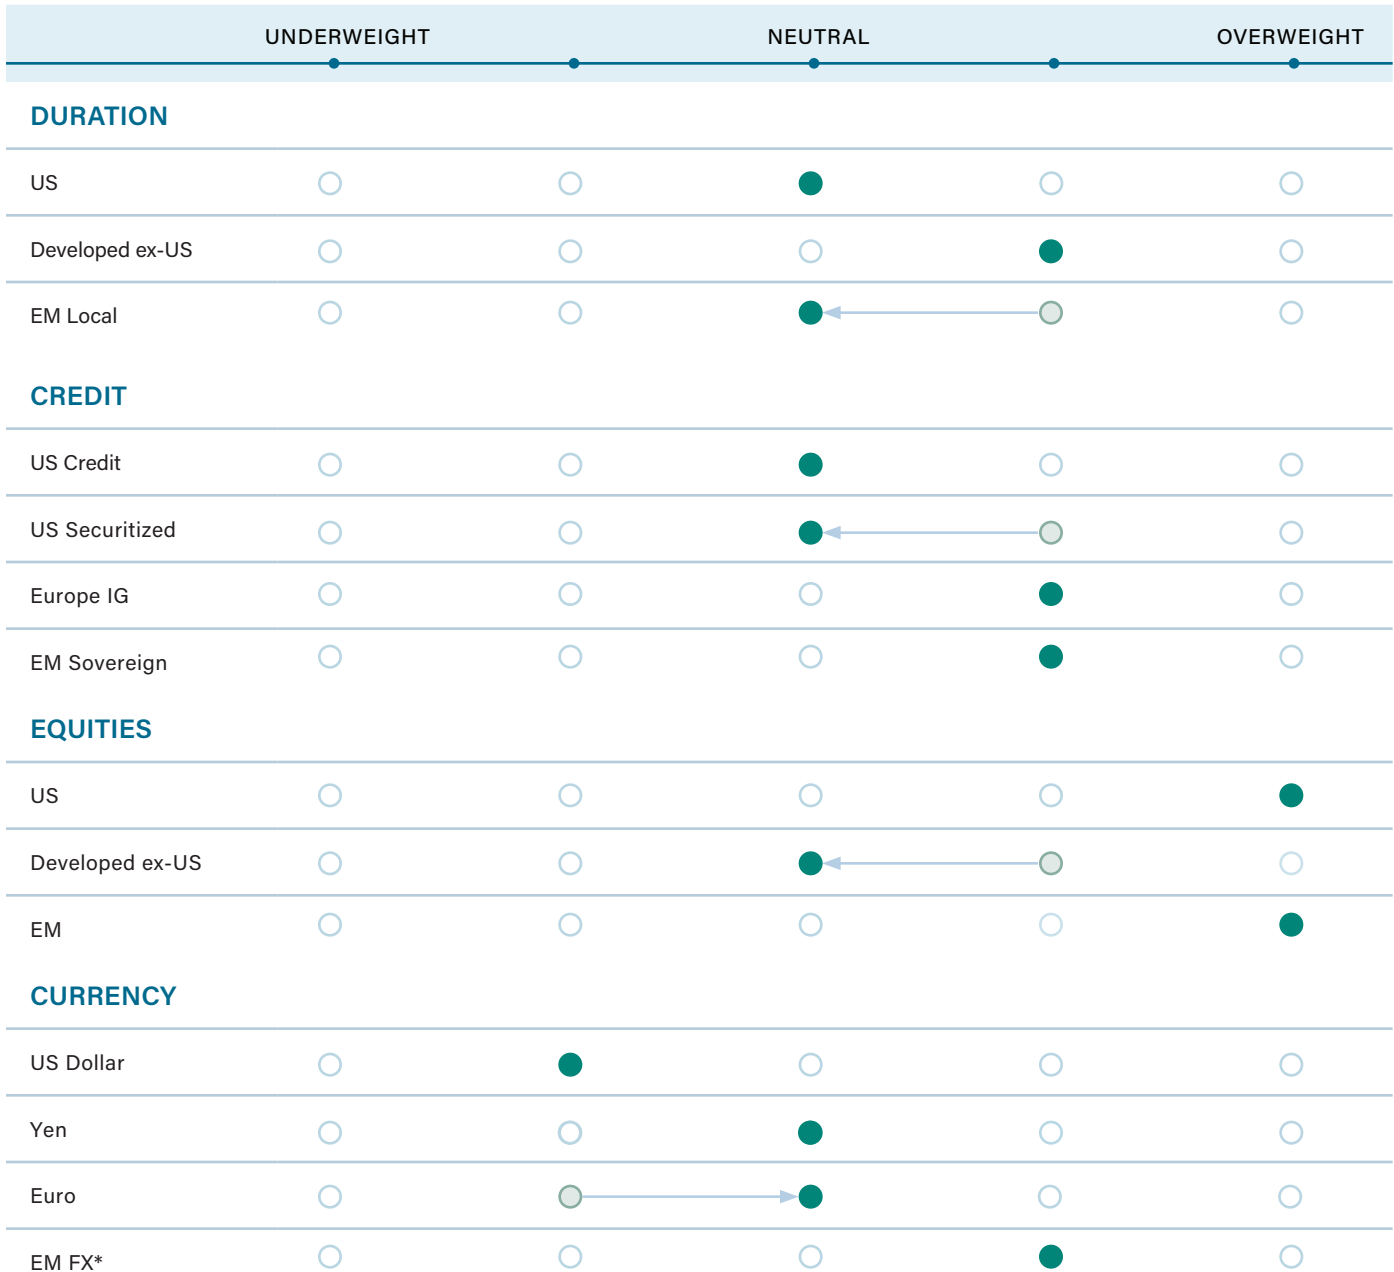 UNDERWEIGHT NEUTRAL OVERWEIGHT
DURATION
US
Developed ex-US
EM Local
CREDIT
US Credit
US Securitized
Europe IG
EM Sovereign
EQUITIES
US
Developed ex-US
EM
CURRENCY
US Dollar
Yen
Euro
EM FX*